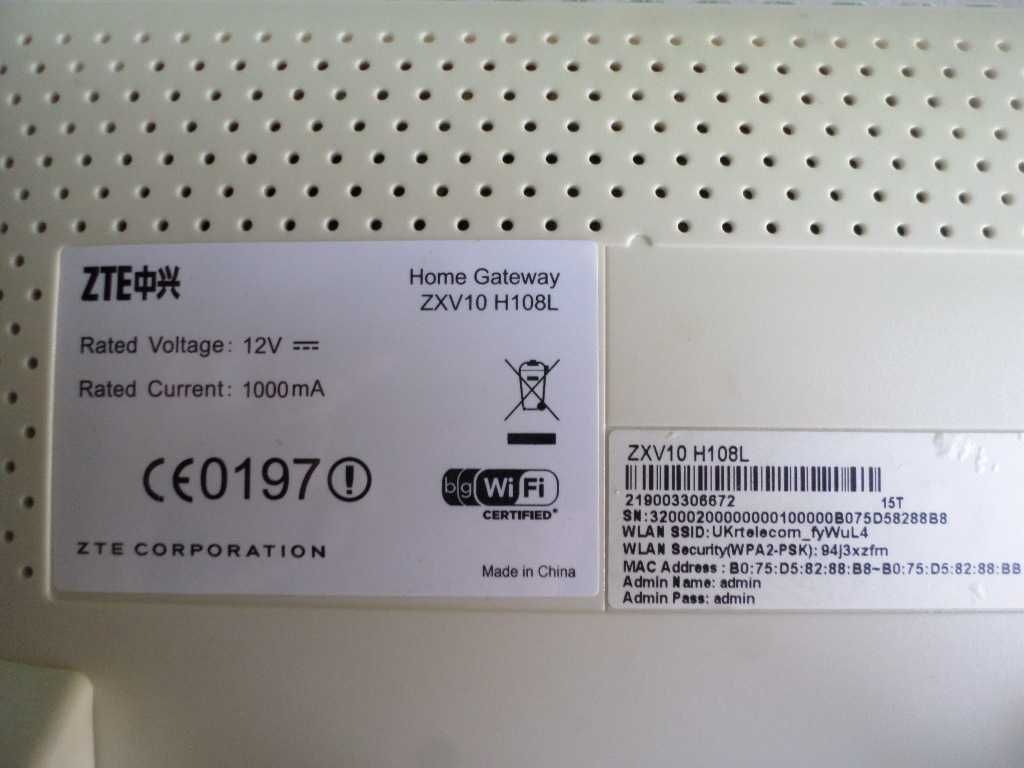 ZTE中兴
Home Gateway
ZXV10 H108L
Rated Voltage: 12V
Rated Current: 1000mA
CE0197
bg WiFi
CERTIFIED
ZTE CORPORATION
Made in China
ZXV10 H108L
219003306672 15T
SN:32000200000000100000B075D58288B8
WLAN SSID:UKrtelecom_fyWuL4
WLAN Security(WPA2-PSK): 94j3xzfm
MAC Address : B0:75:D5:82:88:B8~B0:75:D5:82:88:BB
Admin Name: admin
Admin Pass: admin